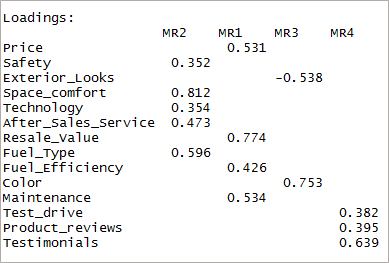 Loadings:
                      MR2    MR1    MR3    MR4
Price                        0.531
Safety                0.352
Exterior_Looks                     -0.538
Space_comfort         0.812
Technology            0.354
After_Sales_Service   0.473
Resale_Value                 0.774
Fuel_Type             0.596
Fuel_Efficiency              0.426
Color                               0.753
Maintenance                  0.534
Test_drive                                 0.382
Product_reviews                            0.395
Testimonials                               0.639